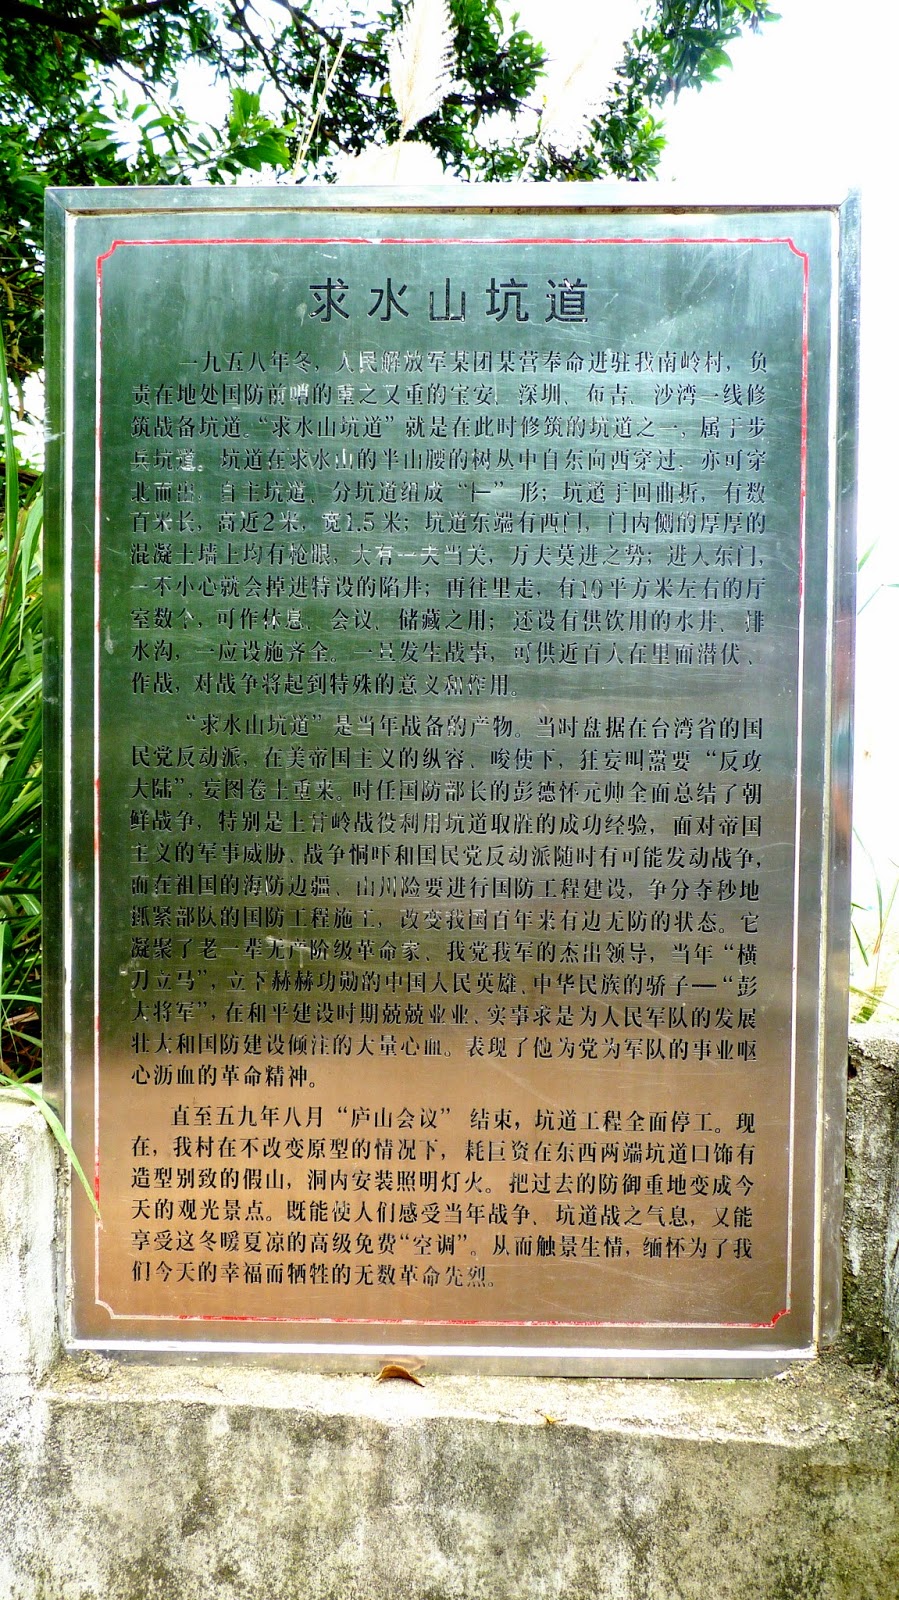 求水山坑道
一九五八年冬，人民解放军某团某营奉命进驻我南岭村，负
责在地处国防前哨的重之又重的宝安、深圳、布吉、沙湾一线修
筑战备坑道。“求水山坑道”就是在此时修筑的坑道之一，属于步
兵坑道。坑道在求水山的半山腰的树丛中自东向西穿过，亦可穿
北而出，自主坑道、分坑道组成“⊢”形；坑道于回曲折，有数
百米长，高近2米，宽1.5米；坑道东端有西门，门内侧的厚厚的
混凝土墙上均有枪眼，大有一夫当关，万夫莫进之势；进入东门，
一不小心就会掉进特设的陷井；再往里走，有10平方米左右的厅
室数个，可作休息、会议、储藏之用；还设有供饮用的水井、排
水沟，一应设施齐全。一旦发生战事，可供近百人在里面潜伏、
作战，对战争将起到特殊的意义和作用。
“求水山坑道”是当年战备的产物。当时盘据在台湾省的国
民党反动派，在美帝国主义的纵容、唆使下，狂妄叫嚣要“反攻
大陆”，妄图卷土重来。时任国防部长的彭德怀元帅全面总结了朝
鲜战争，特别是上甘岭战役利用坑道取胜的成功经验，面对帝国
主义的军事威胁、战争恫吓和国民党反动派随时有可能发动战争，
而在祖国的海防边疆、山川险要进行国防工程建设，争分夺秒地
抓紧部队的国防工程施工，改变我国百年来有边无防的状态。它
凝聚了老一辈无产阶级革命家、我党我军的杰出领导，当年“横
刀立马”，立下赫赫功勋的中国人民英雄、中华民族的骄子—“彭
大将军”，在和平建设时期兢兢业业、实事求是为人民军队的发展
壮大和国防建设倾注的大量心血。表现了他为党为军队的事业呕
心沥血的革命精神。
直至五九年八月“庐山会议” 结束，坑道工程全面停工。现
在，我村在不改变原型的情况下，耗巨资在东西两端坑道口饰有
造型别致的假山，洞内安装照明灯火。把过去的防御重地变成今
天的观光景点。既能使人们感受当年战争、坑道战之气息，又能
享受这冬暖夏凉的高级免费“空调”。从而触景生情，缅怀为了我
们今天的幸福而牺牲的无数革命先烈。